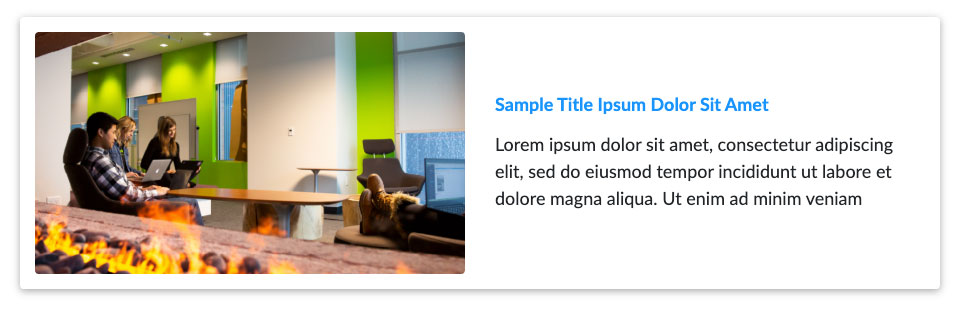 Sample Title Ipsum Dolor Sit Amet
Lorem ipsum dolor sit amet, consectetur adipiscing
elit, sed do eiusmod tempor incididunt ut labore et
dolore magna aliqua. Ut enim ad minim veniam